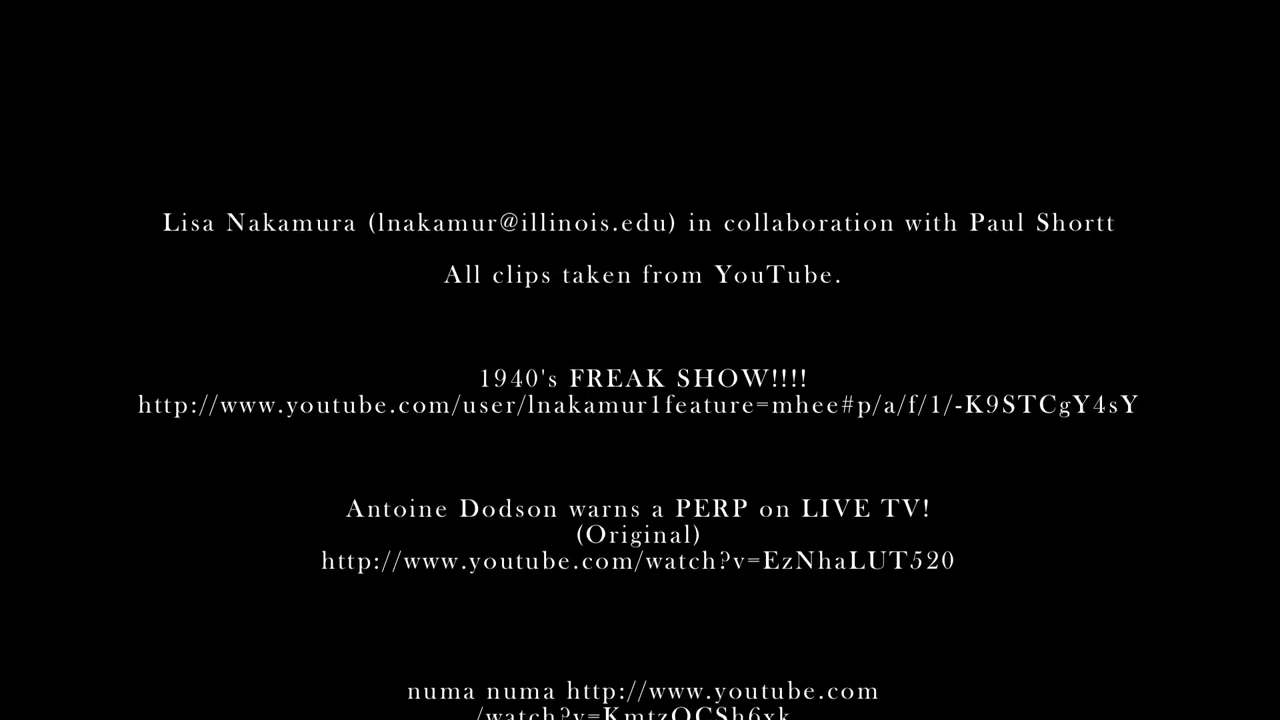 Lisa Nakamura (lnakamur@illinois.edu) in collaboration with Paul Shortt
All clips taken from YouTube.
1940's FREAK SHOW!!!!
http://www.youtube.com/user/lnakamur1feature=mhee#p/a/f/1/-K9STCgY4sY
Antoine Dodson warns a PERP on LIVE TV!
(Original)
http://www.youtube.com/watch?v=EzNhaLUT520
numa numa http://www.youtube.com
/watch?v=KmtzQCSh6xk